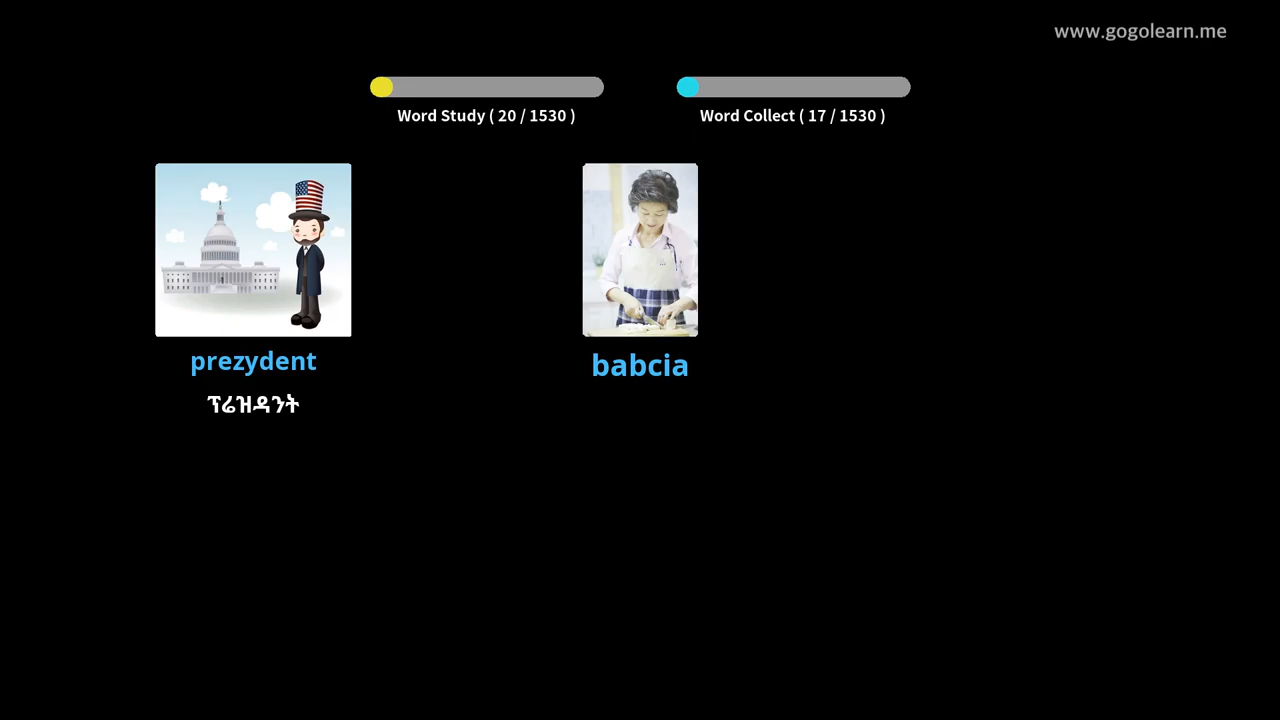 www.gogolearn.me
Word Study ( 20 / 1530 )
Word Collect ( 17 / 1530 )
prezydent
ፕሬዝዳንት
babcia